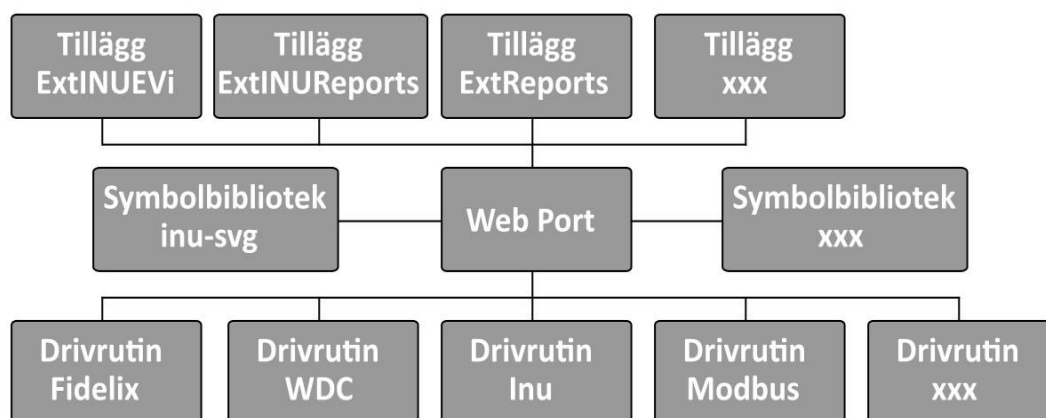 Tillägg
ExtINUEVi
Tillägg
ExtINUReports
Tillägg
ExtReports
Tillägg
xxx
Symbolbibliotek
inu-svg
Web Port
Symbolbibliotek
xxx
Drivrutin
Fidelix
Drivrutin
WDC
Drivrutin
Inu
Drivrutin
Modbus
Drivrutin
xxx